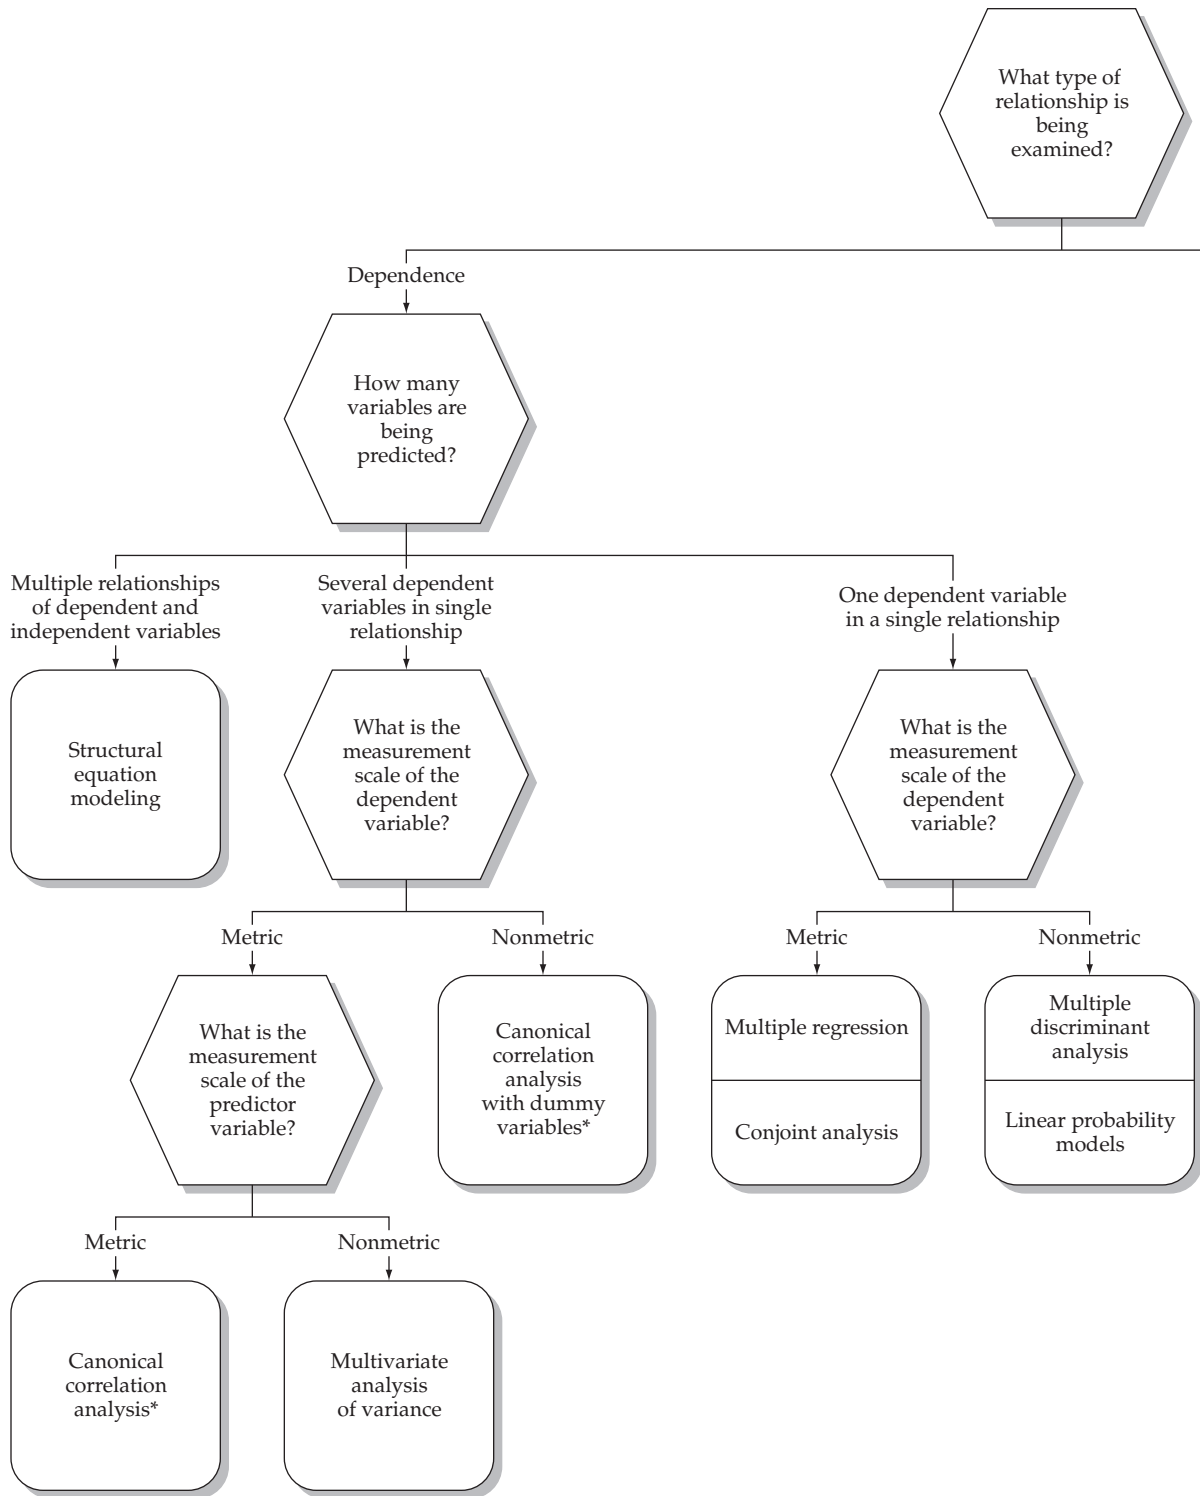 What type of
relationship is
being
examined?
Dependence
How many
variables are
being
predicted?
Multiple relationships
of dependent and
independent variables
Several dependent
variables in single
relationship
One dependent variable
in a single relationship
Structural
equation
modeling
What is the
measurement
scale of the
dependent
variable?
What is the
measurement
scale of the
dependent
variable?
Metric
Nonmetric
Metric
Nonmetric
What is the
measurement
scale of the
predictor
variable?
Canonical
correlation
analysis
with dummy
variables*
Multiple regression
Conjoint analysis
Multiple
discriminant
analysis
Linear probability
models
Metric
Nonmetric
Canonical
correlation
analysis*
Multivariate
analysis
of variance